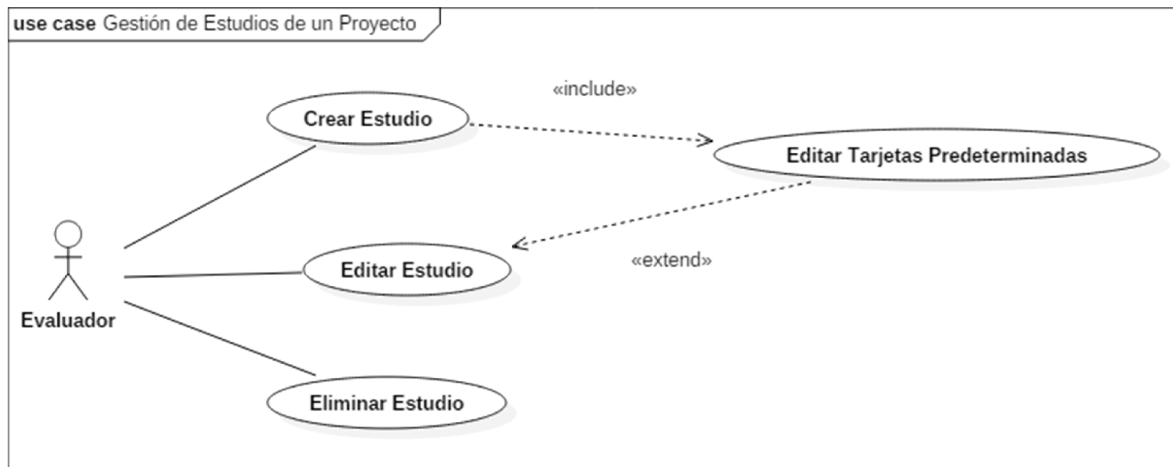 use case Gestión de Estudios de un Proyecto
«include»
Crear Estudio
Editar Tarjetas Predeterminadas
«extend»
Editar Estudio
Evaluador
Eliminar Estudio